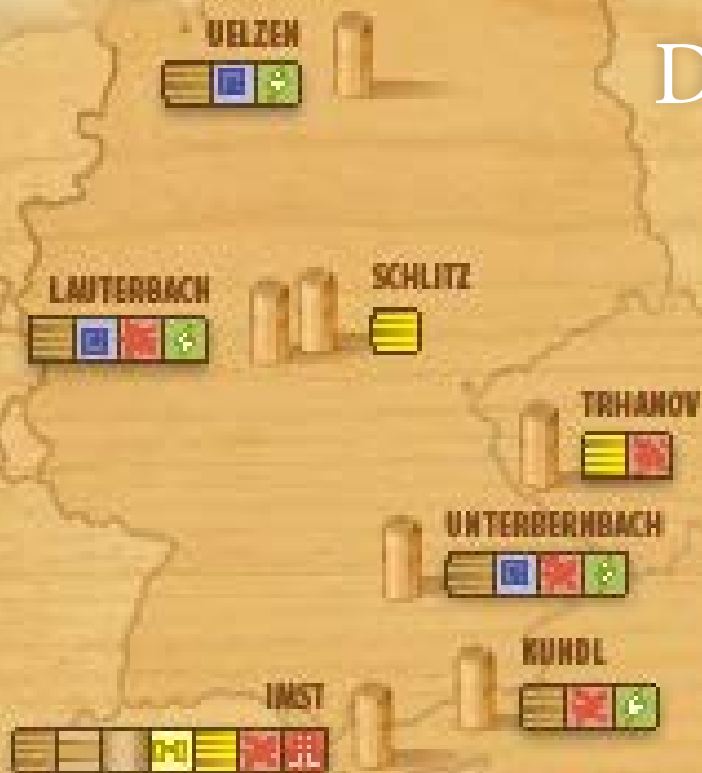 UELZEN
D
LAUTERBACH
SCHLITZ
TRHANOV
UNTERBERNBACH
KUNDL
IMST